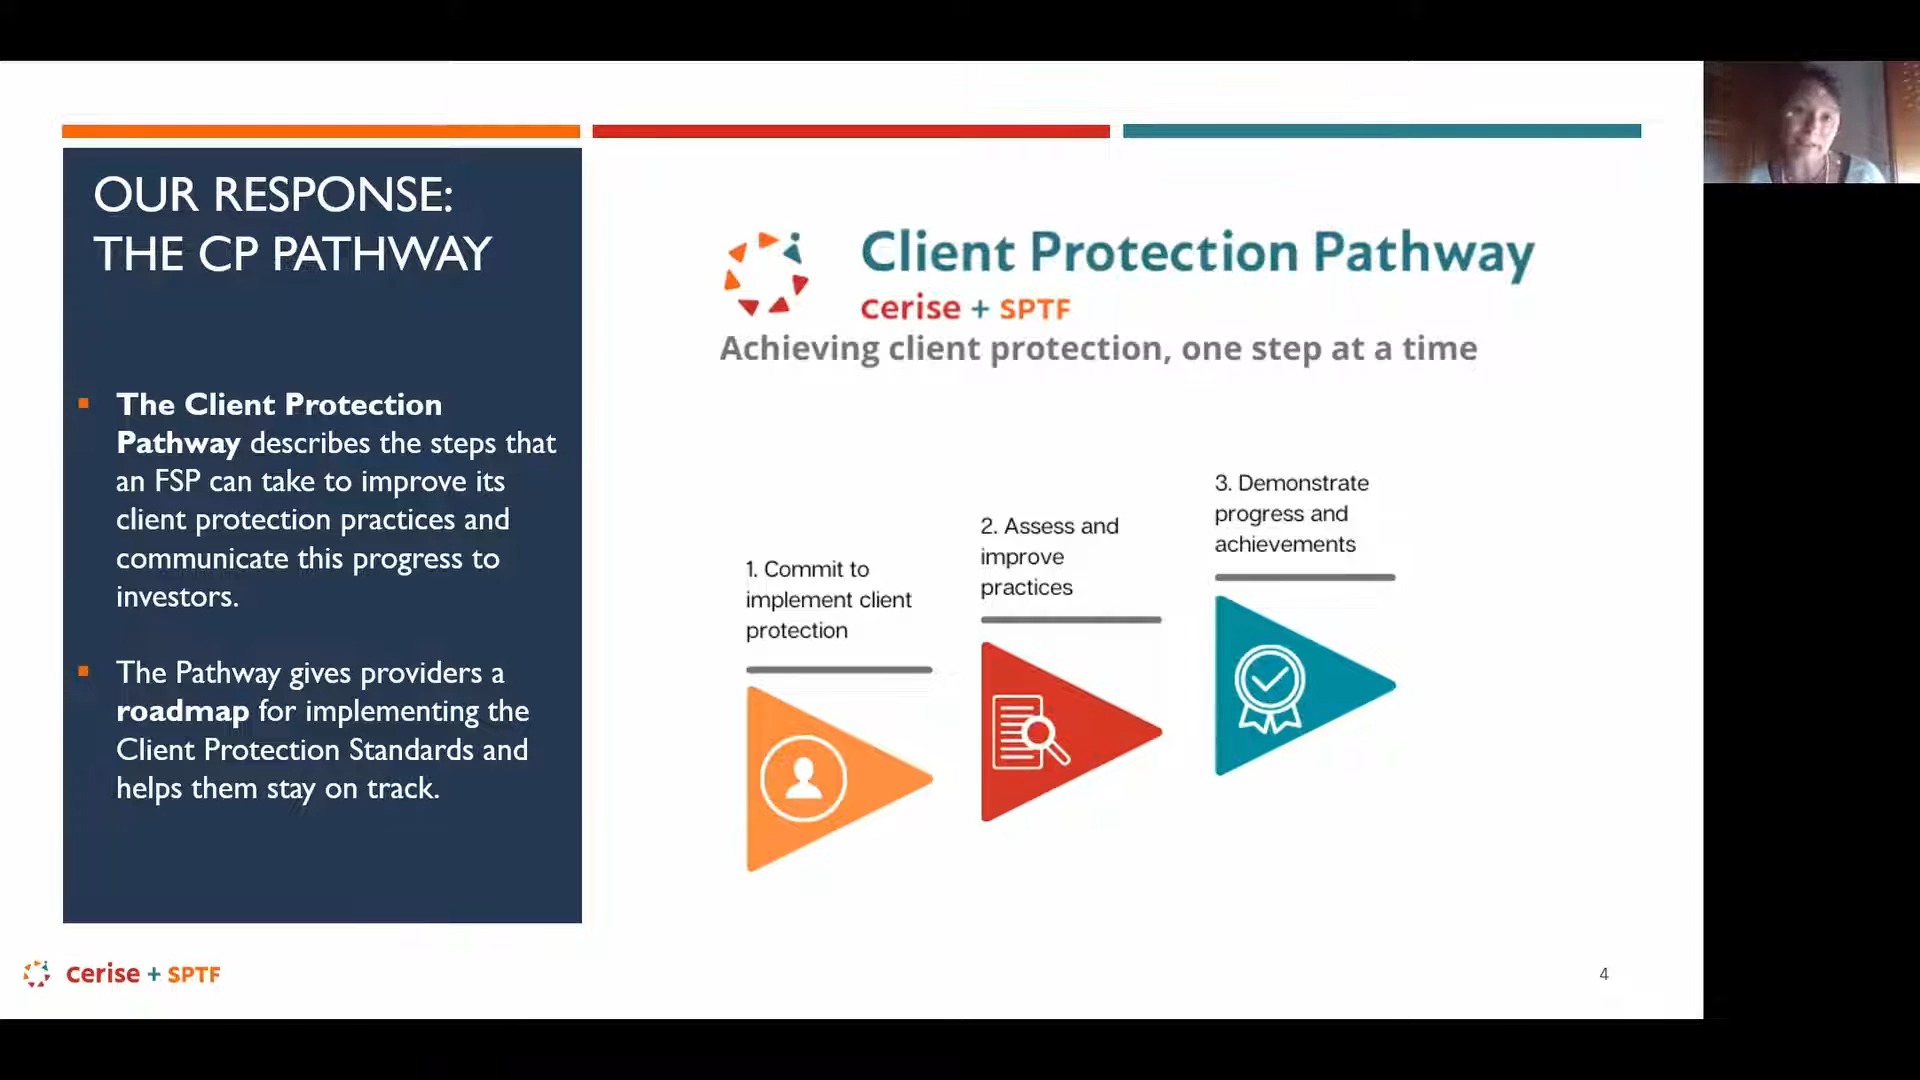 OUR RESPONSE:
THE CP PATHWAY
The Client Protection
Pathway describes the steps that
an FSP can take to improve its
client protection practices and
communicate this progress to
investors.
The Pathway gives providers a
roadmap for implementing the
Client Protection Standards and
helps them stay on track.
Client Protection Pathway
cerise + SPTF
Achieving client protection, one step at a time
1. Commit to
implement client
protection
2. Assess and
improve
practices
3. Demonstrate
progress and
achievements
cerise + SPTF
4